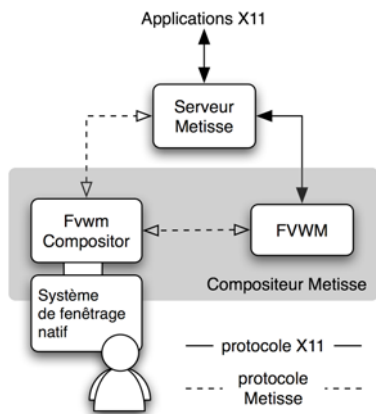 Applications X11
Serveur
Metisse
Fvwm
Compositor
FVWM
Compositeur Metisse
Système
de fenêtrage
natif
protocole X11
protocole
Metisse